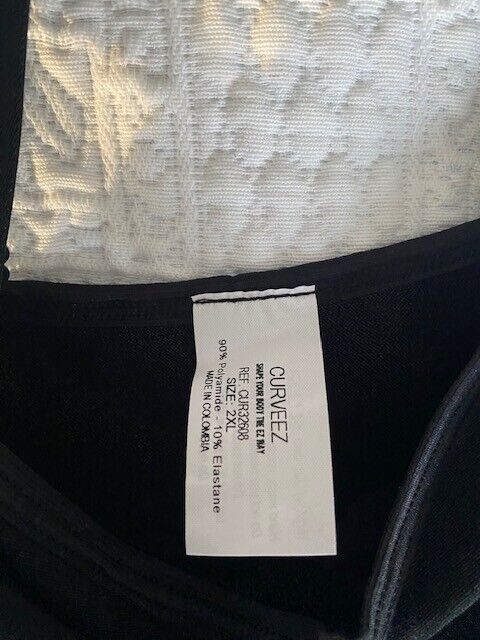 CURVEEZ
SHAPE YOUR BODY THE EZ WAY
REF. CUR32608
SIZE: 2XL
90% Polyamide - 10% Elastane
MADE IN COLOMBIA